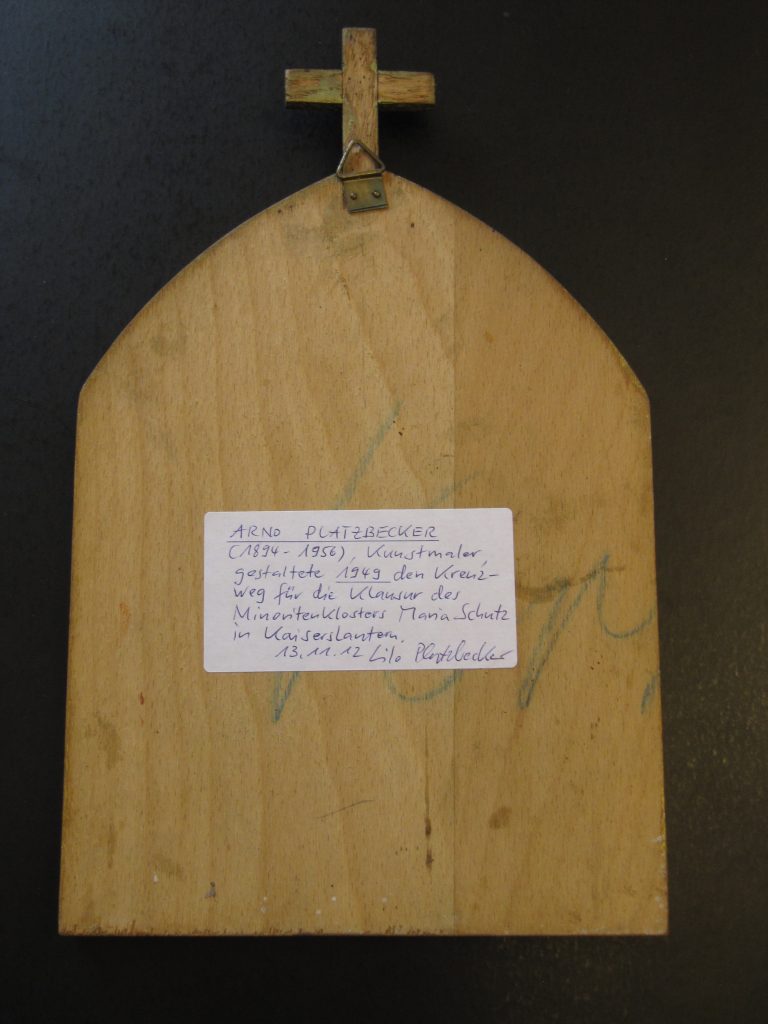 ARNO PLATZBECKER
(1894 - 1956), Kunstmaler,
gestaltete 1949 den Kreuz-
weg für die Klausur des
Minoritenklosters Maria Schutz
in Kaiserslautern.
13.11.12 Lilo Platzbecker